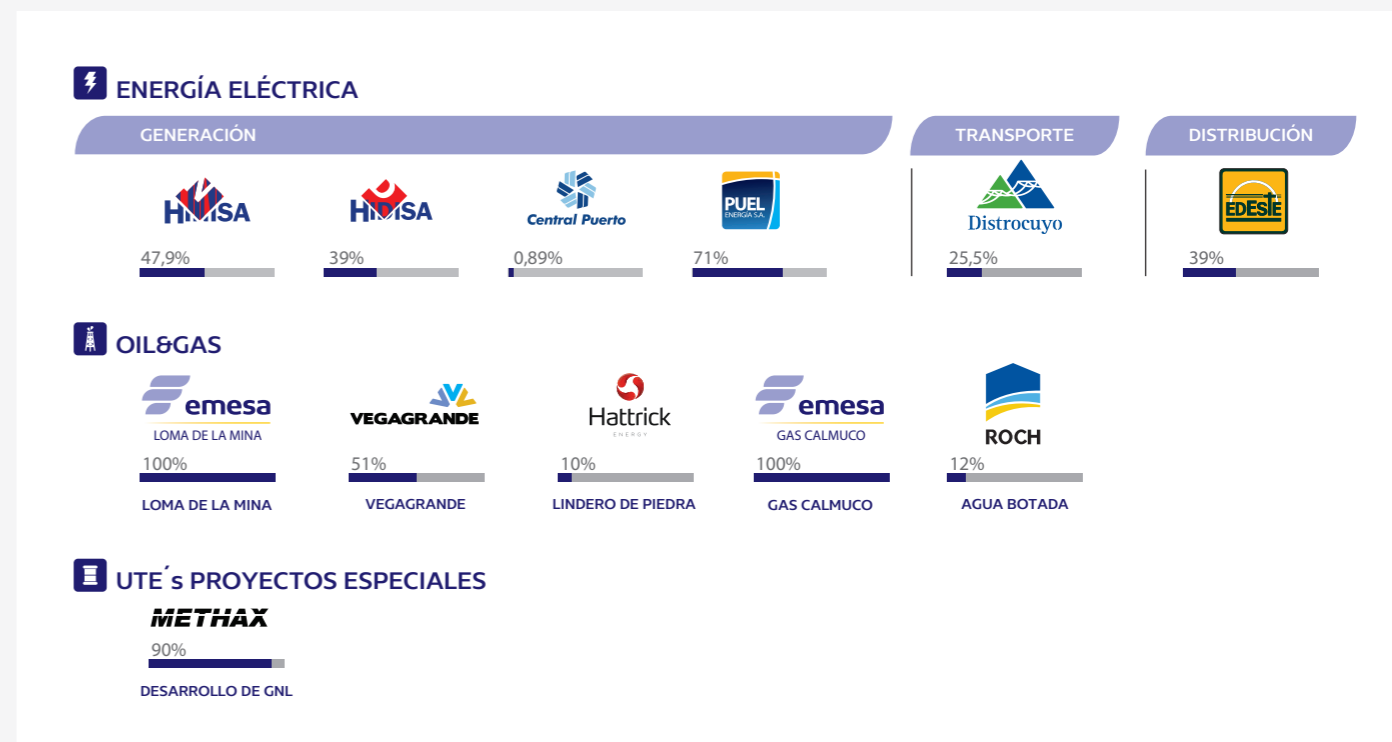 ENERGÍA ELÉCTRICA
GENERACIÓN
TRANSPORTE
DISTRIBUCIÓN
HINISA
HIDISA
Central Puerto
PUEL
ENERGÍA S.A.
Distrocuyo
EDESTE
47,9%
39%
0,89%
71%
25,5%
39%
OIL&GAS
emesa
LOMA DE LA MINA
VEGAGRANDE
Hattrick
ENERGY
emesa
GAS CALMUCO
ROCH
100%
51%
10%
100%
12%
LOMA DE LA MINA
VEGAGRANDE
LINDERO DE PIEDRA
GAS CALMUCO
AGUA BOTADA
UTE´s PROYECTOS ESPECIALES
METHAX
90%
DESARROLLO DE GNL